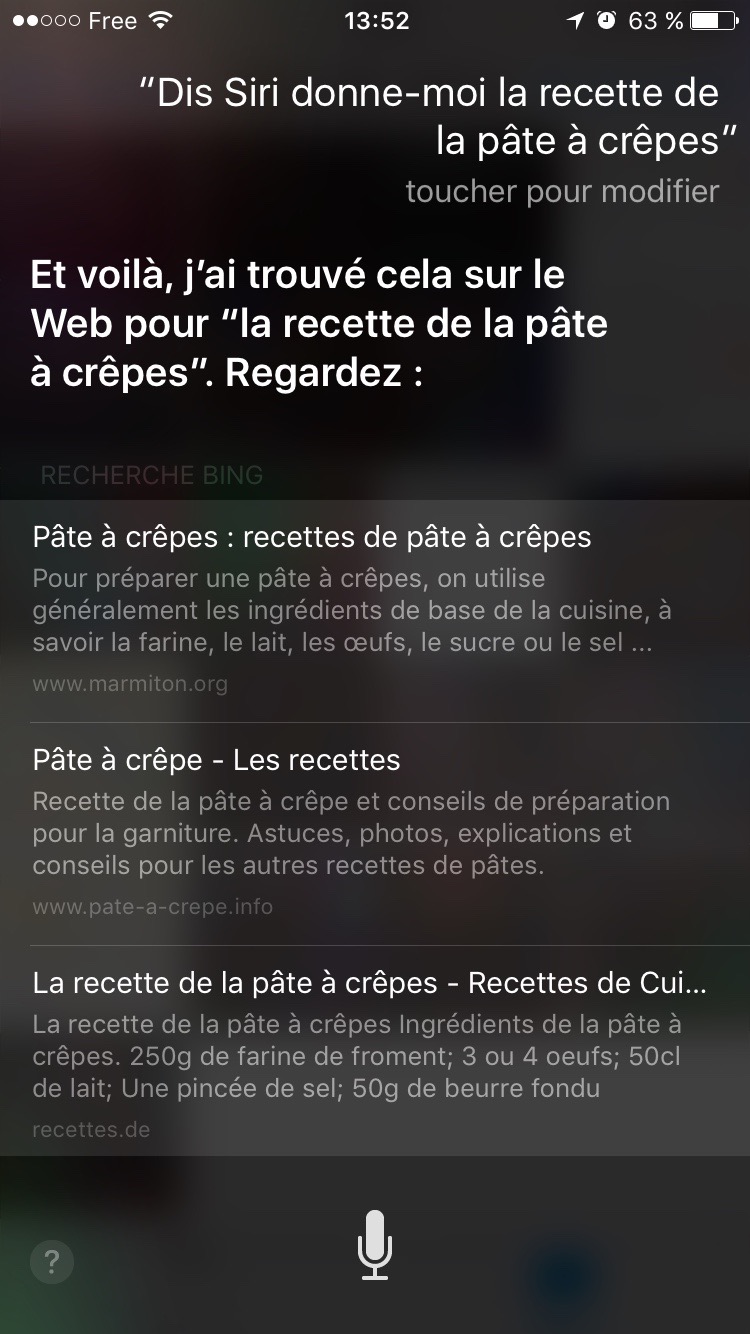 Free 13:52 63 %
“Dis Siri donne-moi la recette de
la pâte à crêpes”
toucher pour modifier
Et voilà, j’ai trouvé cela sur le
Web pour “la recette de la pâte
à crêpes”. Regardez :
RECHERCHE BING
Pâte à crêpes : recettes de pâte à crêpes
Pour préparer une pâte à crêpes, on utilise
généralement les ingrédients de base de la cuisine, à
savoir la farine, le lait, les œufs, le sucre ou le sel ...
www.marmiton.org
Pâte à crêpe - Les recettes
Recette de la pâte à crêpe et conseils de préparation
pour la garniture. Astuces, photos, explications et
conseils pour les autres recettes de pâtes.
www.pate-a-crepe.info
La recette de la pâte à crêpes - Recettes de Cui...
La recette de la pâte à crêpes Ingrédients de la pâte à
crêpes. 250g de farine de froment; 3 ou 4 oeufs; 50cl
de lait; Une pincée de sel; 50g de beurre fondu
recettes.de
?